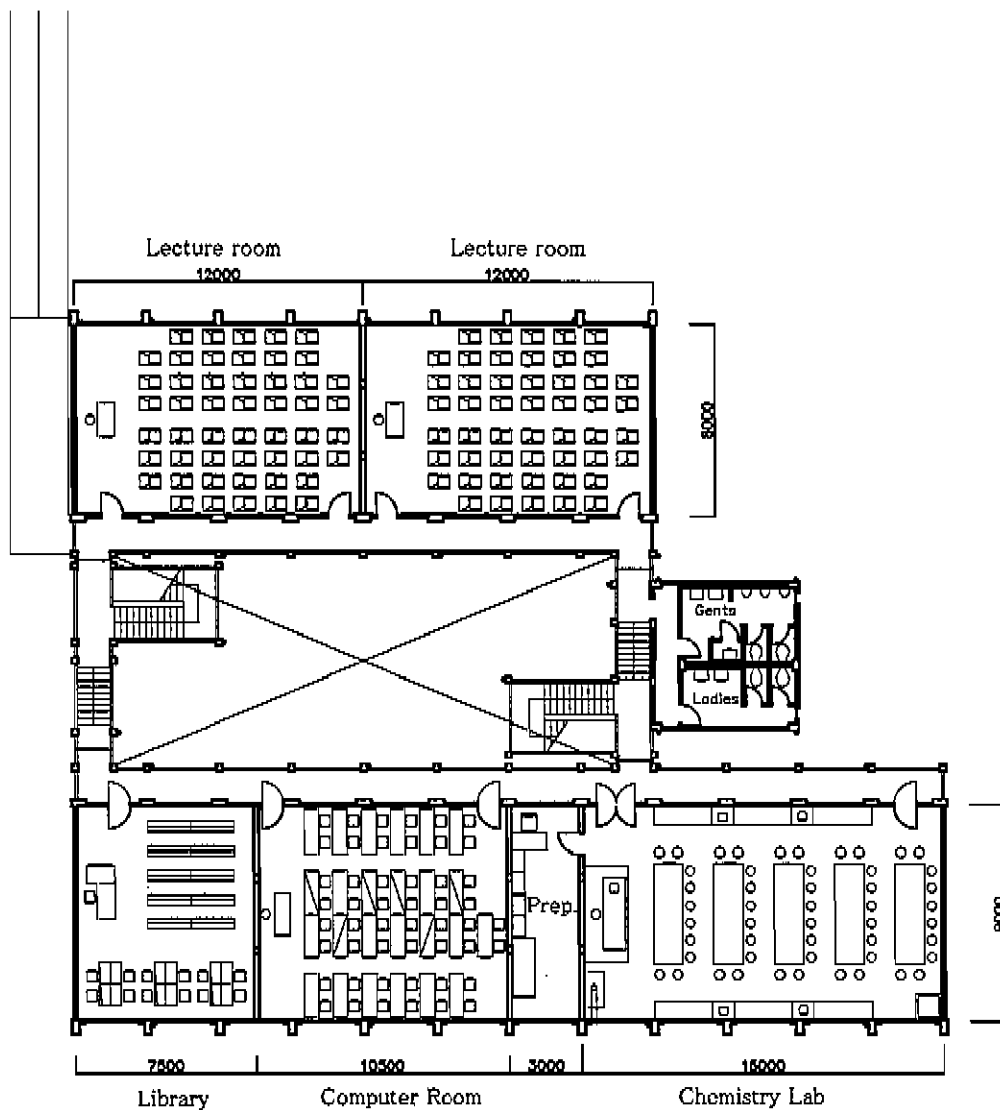 Lecture room
Lecture room
12000
12000
8000
Gents
Ladies
Prep.
9000
7500
10500
3000
15000
Library
Computer Room
Chemistry Lab